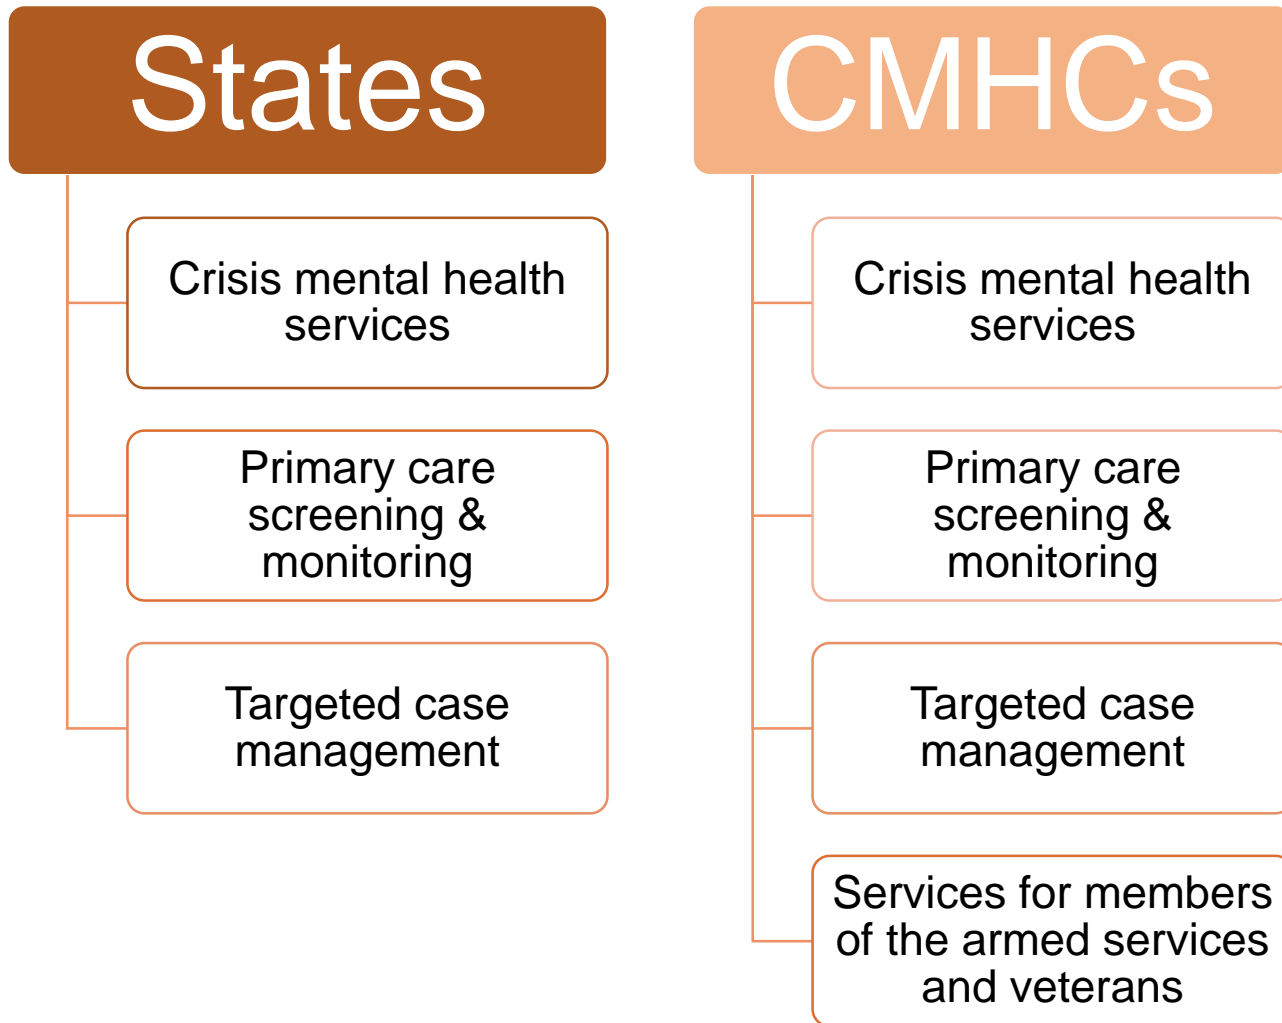 States
Crisis mental health
services
Primary care
screening &
monitoring
Targeted case
management
CMHCs
Crisis mental health
services
Primary care
screening &
monitoring
Targeted case
management
Services for members
of the armed services
and veterans